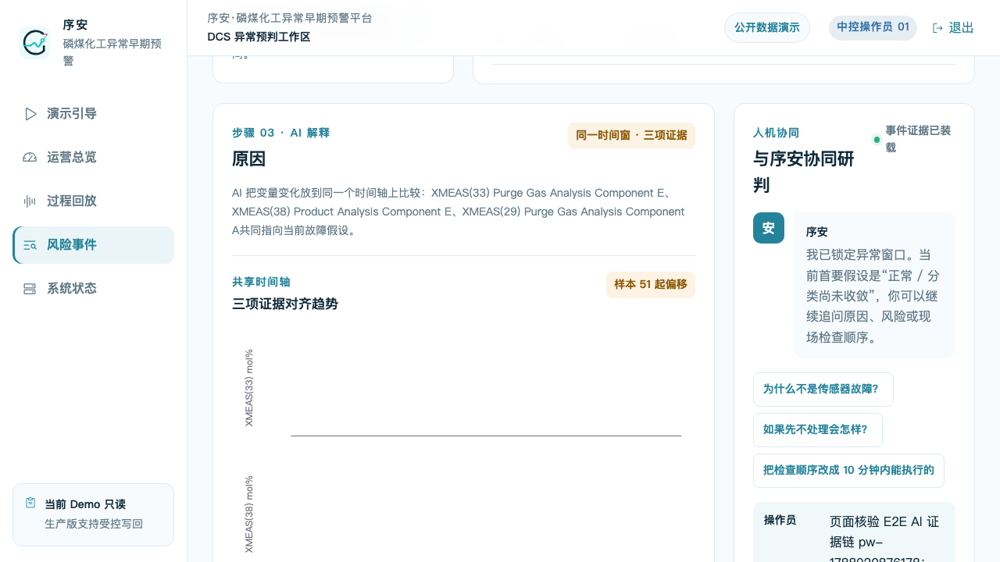 序安
磷煤化工异常早期预
警
演示引导
运营总览
过程回放
风险事件
系统状态
当前 Demo 只读
生产版支持受控写回
序安·磷煤化工异常早期预警平台
DCS 异常预判工作区
公开数据演示
中控操作员 01
退出
步骤 03 · AI 解释
原因
同一时间窗 · 三项证据
AI 把变量变化放到同一个时间轴上比较：XMEAS(33) Purge Gas Analysis Component E、
XMEAS(38) Product Analysis Component E、XMEAS(29) Purge Gas Analysis Component
A共同指向当前故障假设。
共享时间轴
三项证据对齐趋势
样本 51 起偏移
XMEAS(33) mol%
XMEAS(38) mol%
人机协同
与序安协同研
判
事件证据已装
载
安
序安
我已锁定异常窗口。当
前首要假设是“正常 / 分
类尚未收敛”，你可以继
续追问原因、风险或现
场检查顺序。
为什么不是传感器故障？
如果先不处理会怎样？
把检查顺序改成 10 分钟内能执行的
操作员
页面核验 E2E AI 证
据链 pw-